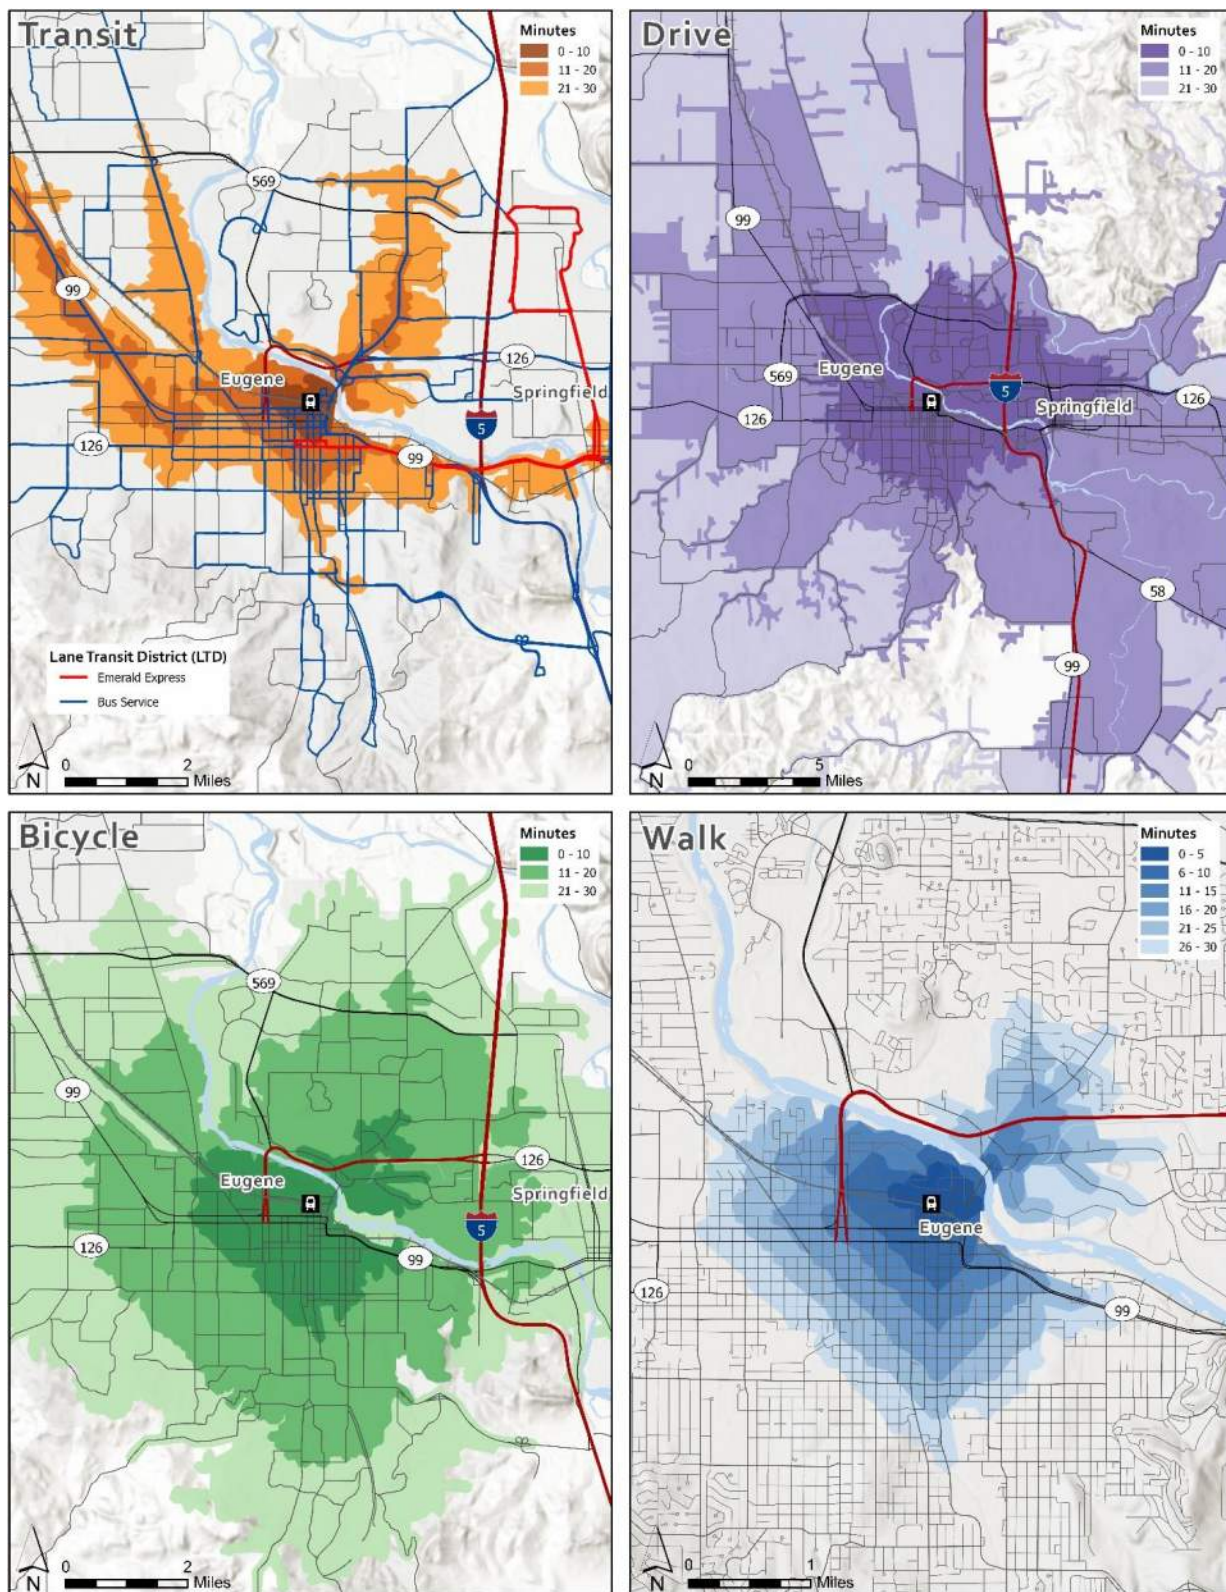 Transit
Minutes
0 - 10
11 - 20
21 - 30
569
99
126
Eugene
Springfield
5
126
99
Lane Transit District (LTD)
Emerald Express
Bus Service
N
0 2
Miles
Drive
Minutes
0 - 10
11 - 20
21 - 30
99
Eugene
569
5
126
Springfield
126
58
99
N
0 5
Miles
Bicycle
Minutes
0 - 10
11 - 20
21 - 30
569
99
126
Eugene
Springfield
5
126
99
N
0 2
Miles
Walk
Minutes
0 - 5
6 - 10
11 - 15
16 - 20
21 - 25
26 - 30
Eugene
126
99
N
0 1
Miles